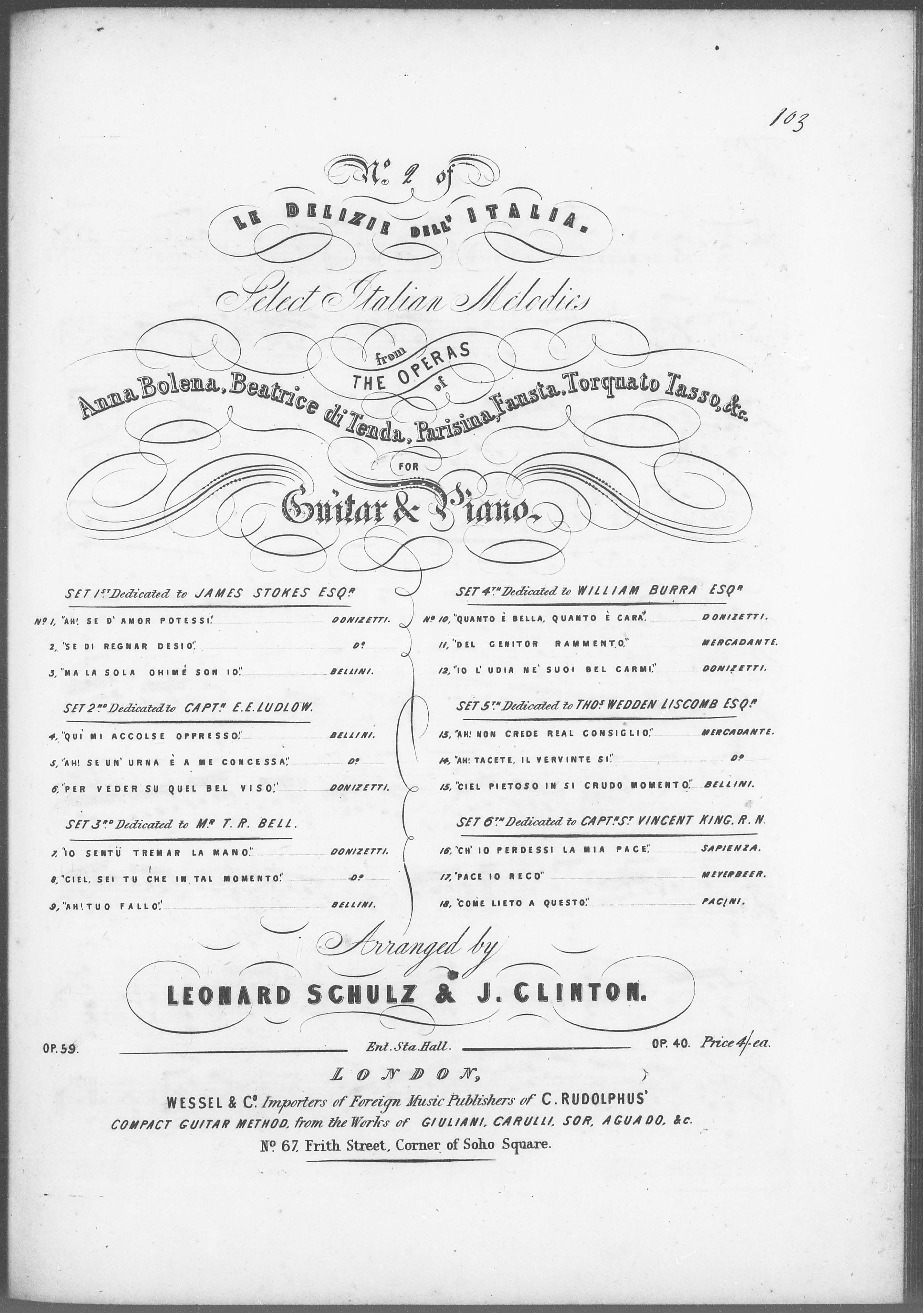 103
No. 2 of
LE DELIZIE DELL' ITALIA.
Select Italian Melodies
from
THE OPERAS
of
Anna Bolena, Beatrice di Tenda, Parisina, Fausta, Torquato Tasso, &c.
FOR
Guitar & Piano.
SET 1ST Dedicated to JAMES STOKES ESQR
No 1, "AH! SE D' AMOR POTESSI." DONIZETTI.
2, "SE DI REGNAR DESIO". Do
3, "MA LA SOLA OHIMÉ SON IO." BELLINI.
SET 2ND Dedicated to CAPTN E.E. LUDLOW.
4, "QUI MI ACCOLSE OPPRESSO." BELLINI.
5, "AH! SE UN' URNA È A ME CONCESSA." Do
6, "PER VEDER SU QUEL BEL VISO." DONIZETTI.
SET 3RD Dedicated to MR T. R. BELL.
7, "IO SENTÜ TREMAR LA MANO." DONIZETTI.
8, "CIEL, SEI TU CHE IN TAL MOMENTO." Do
9, "AH! TUO FALLO." BELLINI.
SET 4TH Dedicated to WILLIAM BURRA ESQR
No 10, "QUANTO È BELLA, QUANTO È CARA". DONIZETTI.
11, "DEL GENITOR RAMMENTO," MERCADANTE.
12, "IO L' UDIA NE' SUOI BEL CARMI." DONIZETTI.
SET 5TH Dedicated to THOS WEDDEN LISCOMB ESQR
13, "AH! NON CREDE REAL CONSIGLIO," MERCADANTE.
14, "AH! TACETE, IL VERVINTE SI." Do
15, "CIEL PIETOSO IN SI CRUDO MOMENTO." BELLINI.
SET 6TH Dedicated to CAPTN ST VINCENT KING, R. N.
16, "CH' IO PERDESSI LA MIA PACE," SAPIENZA.
17, "PACE IO RECO" MEYERBEER.
18, "COME LIETO A QUESTO." PACINI.
Arranged by
LEONARD SCHULZ & J. CLINTON.
OP. 59. Ent. Sta. Hall. OP. 40. Price 4/- ea.
LONDON,
WESSEL & Co. Importers of Foreign Music Publishers of C. RUDOLPHUS'
COMPACT GUITAR METHOD, from the Works of GIULIANI, CARULLI, SOR, AGUADO, &c.
No. 67, Frith Street, Corner of Soho Square.